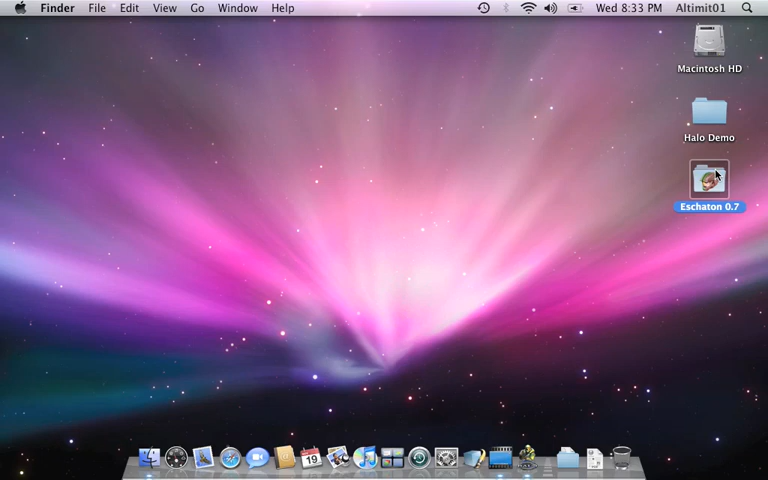 Finder File Edit View Go Window Help Wed 8:33 PM Altimit01
Macintosh HD
Halo Demo
Eschaton 0.7
19